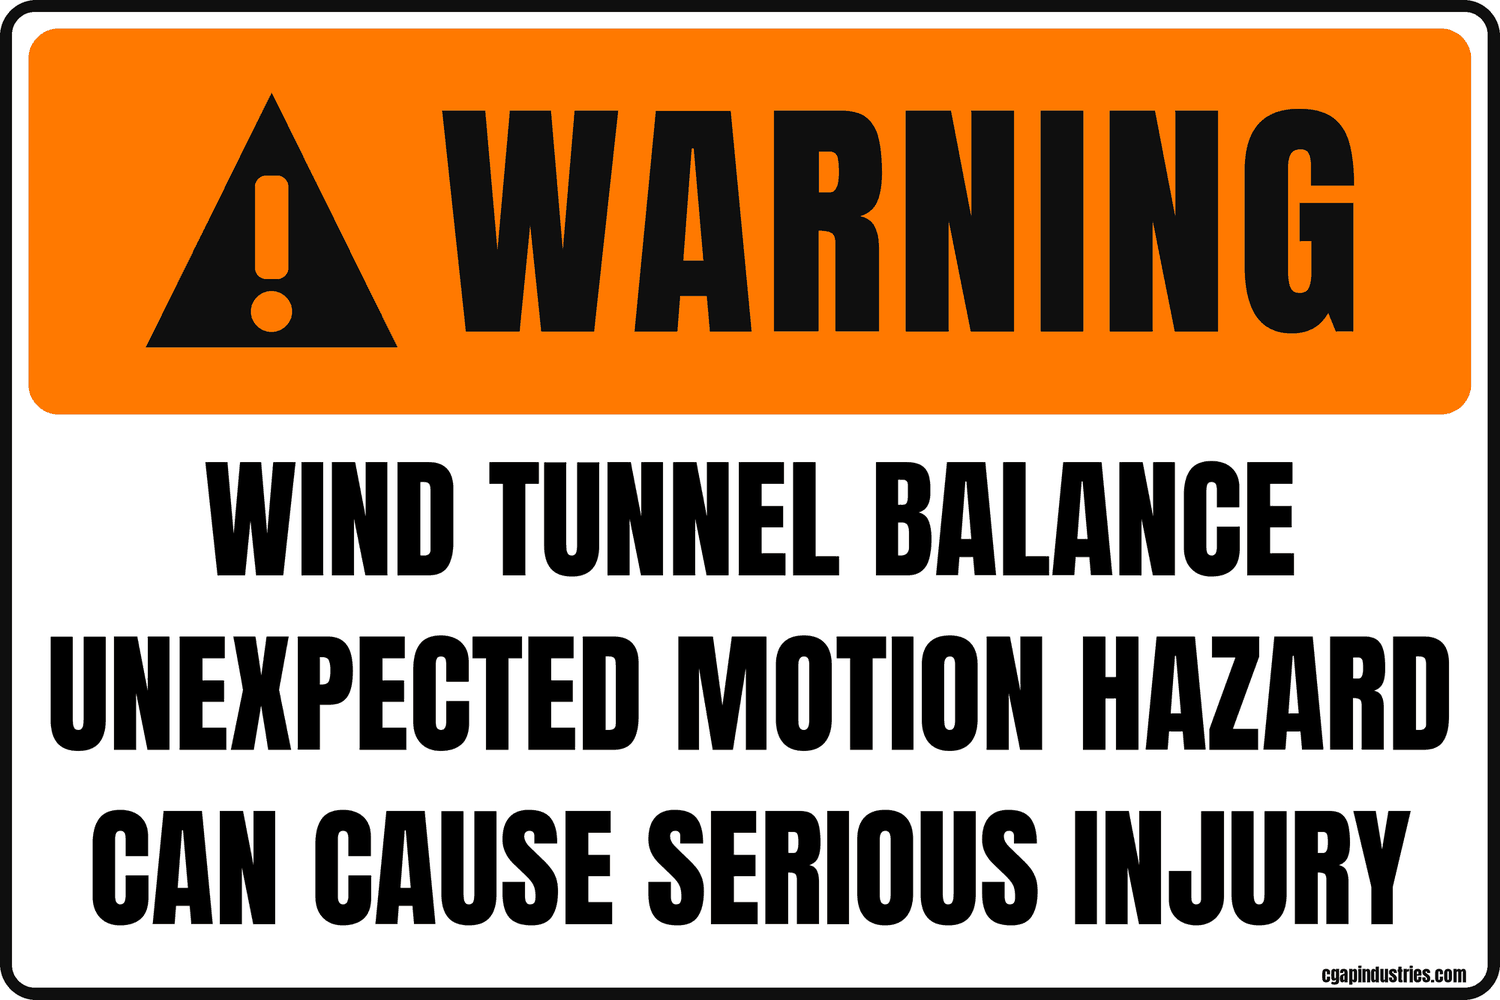 WARNING
WIND TUNNEL BALANCE
UNEXPECTED MOTION HAZARD
CAN CAUSE SERIOUS INJURY
cgapindustries.com